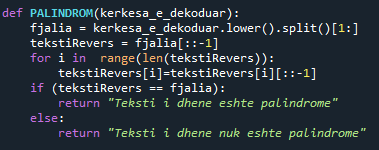 def PALINDROM(kerkesa_e_dekoduar):
    fjalia = kerkesa_e_dekoduar.lower().split()[1:]
    tekstiRevers = fjalia[::-1]
    for i in  range(len(tekstiRevers)):
        tekstiRevers[i]=tekstiRevers[i][::-1]
    if (tekstiRevers == fjalia):
        return "Teksti i dhene eshte palindrome"
    else:
        return "Teksti i dhene nuk eshte palindrome"